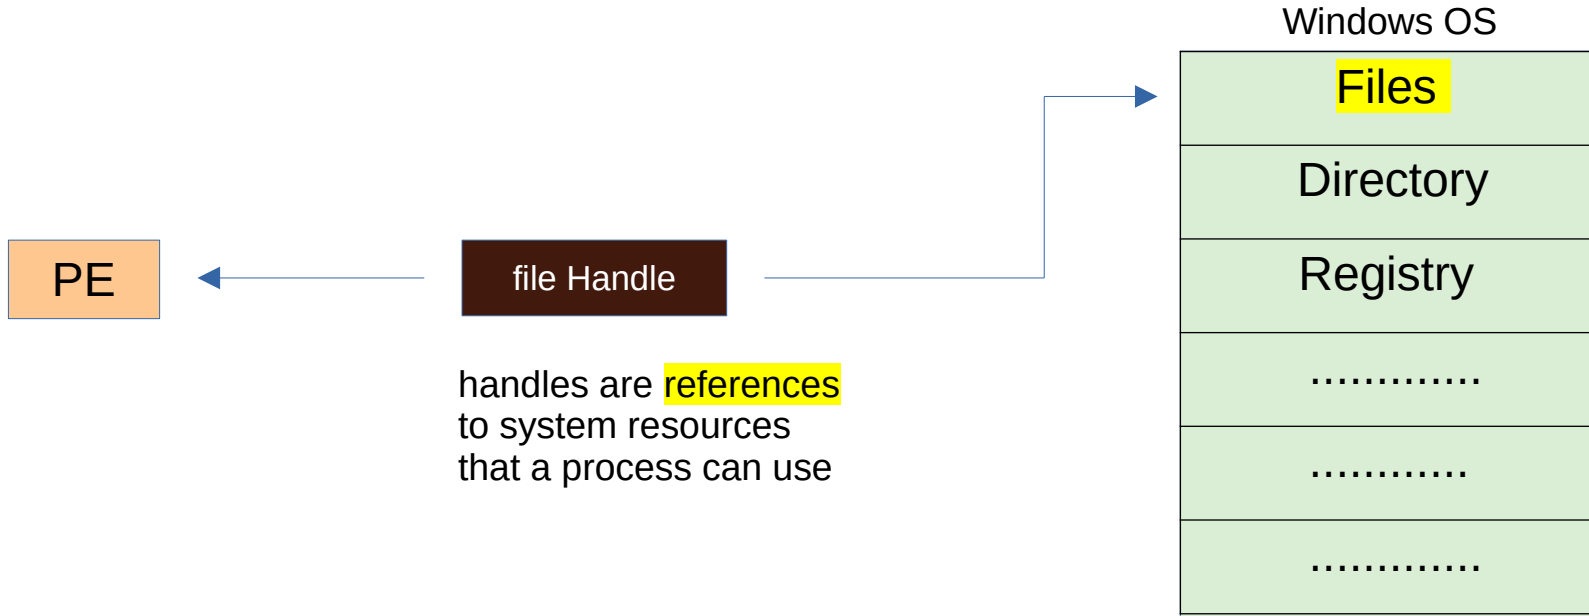 Windows OS
Files
Directory
Registry
.............
............
.............
PE
file Handle
handles are references
to system resources
that a process can use